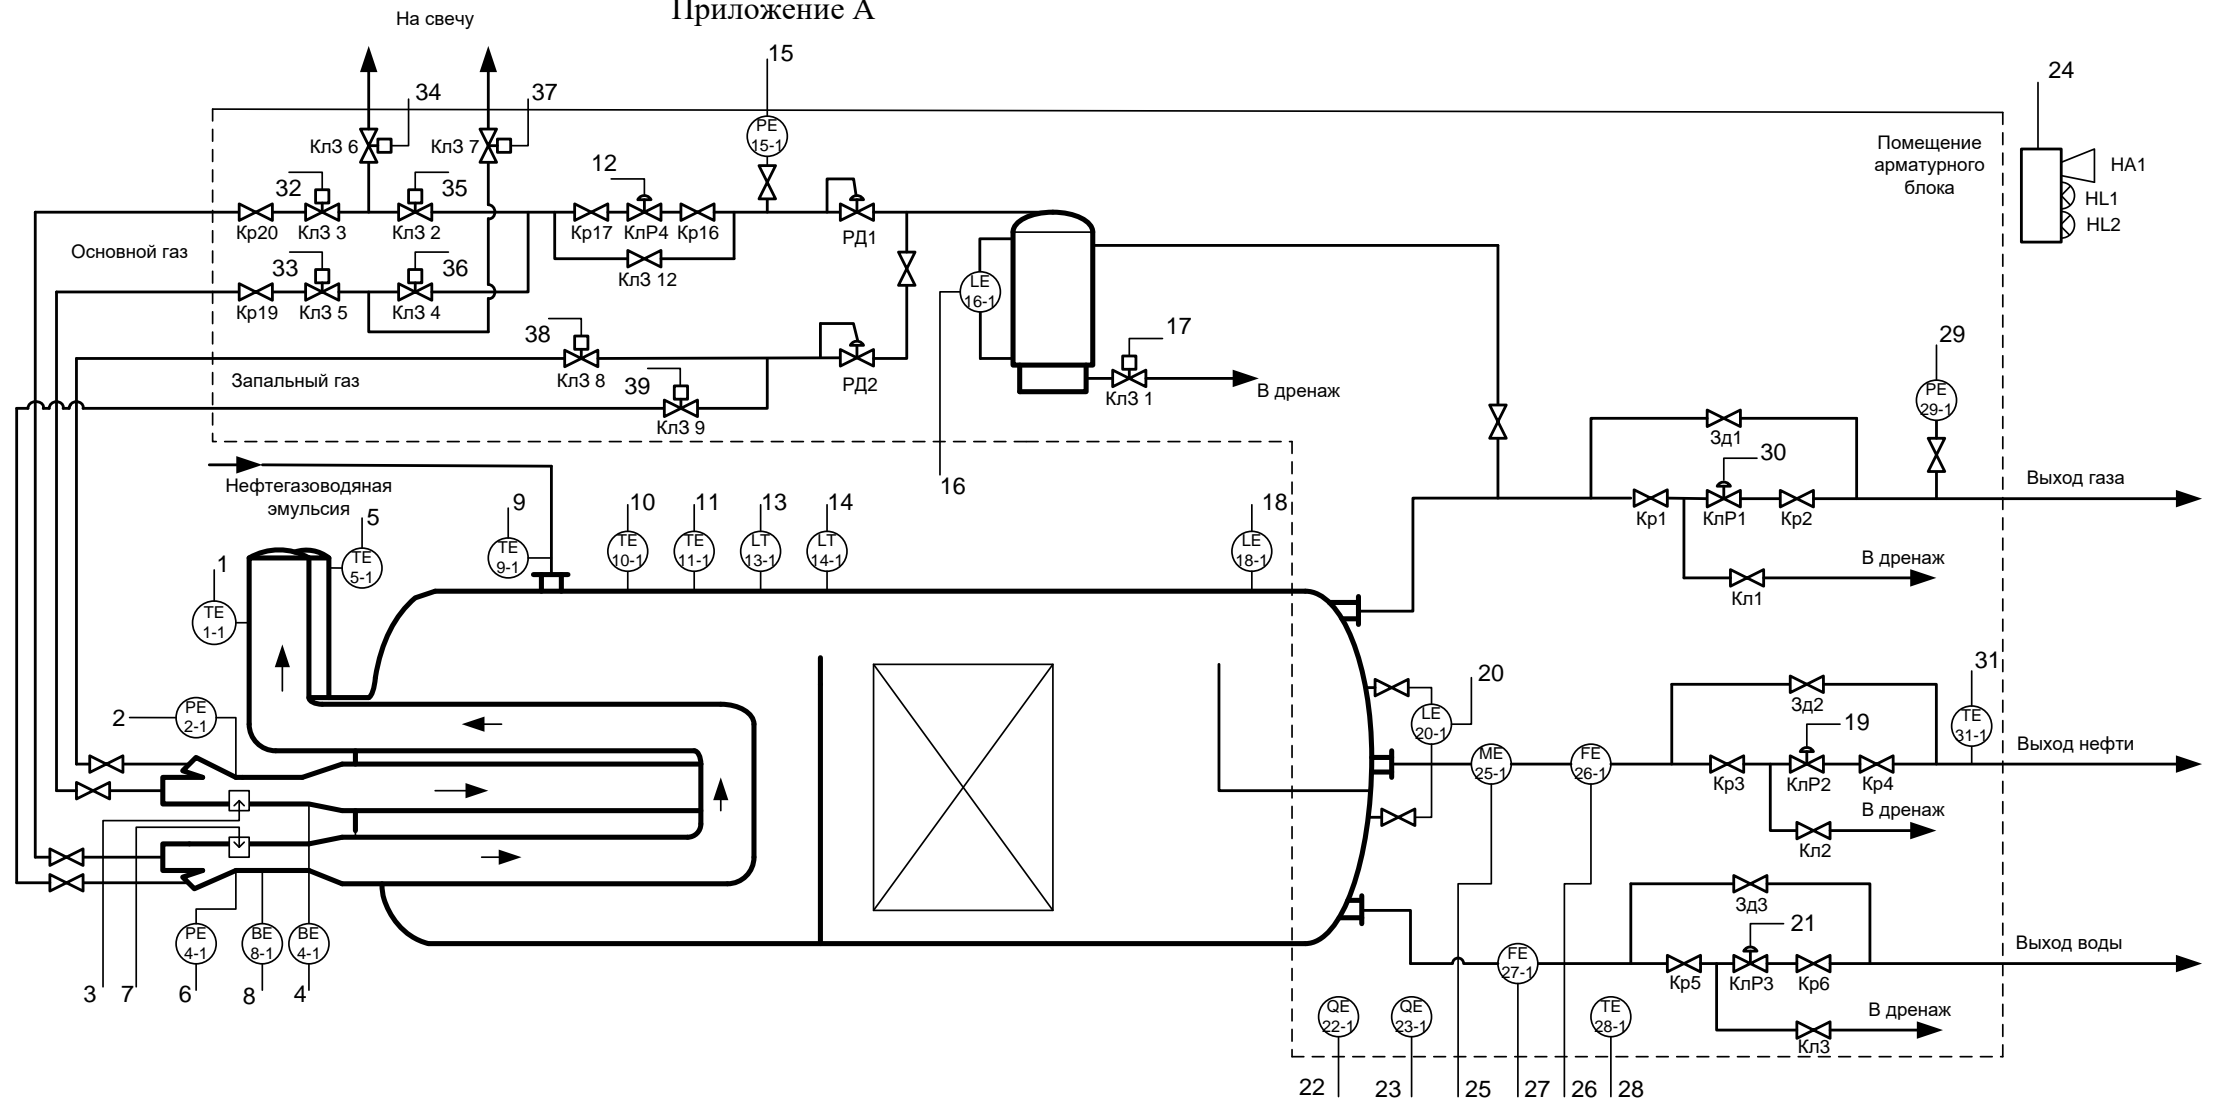 Приложение А
На свечу
15
24
34
37
PE
15-1
КлЗ 6
КлЗ 7
Помещение
арматурного
блока
HA1
HL1
HL2
12
32
35
Кр20
КлЗ 3
КлЗ 2
Кр17
КлР4
Кр16
РД1
Основной газ
33
36
КлЗ 12
LE
16-1
Кр19
КлЗ 5
КлЗ 4
38
17
29
КлЗ 8
РД2
Запальный газ
39
КлЗ 1
В дренаж
PE
29-1
КлЗ 9
Зд1
30
Нефтегазоводяная
эмульсия
16
Выход газа
5
9
10
11
13
14
18
Кр1
КлР1
Кр2
TE
5-1
TE
9-1
TE
10-1
TE
11-1
LT
13-1
LT
14-1
LE
18-1
1
В дренаж
Кл1
TE
1-1
20
31
2
PE
2-1
LE
20-1
Зд2
19
TE
31-1
ME
25-1
FE
26-1
Выход нефти
Кр3
КлР2
Кр4
В дренаж
Кл2
Зд3
PE
4-1
BE
8-1
BE
4-1
21
Выход воды
FE
27-1
3
7
6
8
4
Кр5
КлР3
Кр6
QE
22-1
QE
23-1
TE
28-1
В дренаж
Кл3
22
23
25
27
26
28